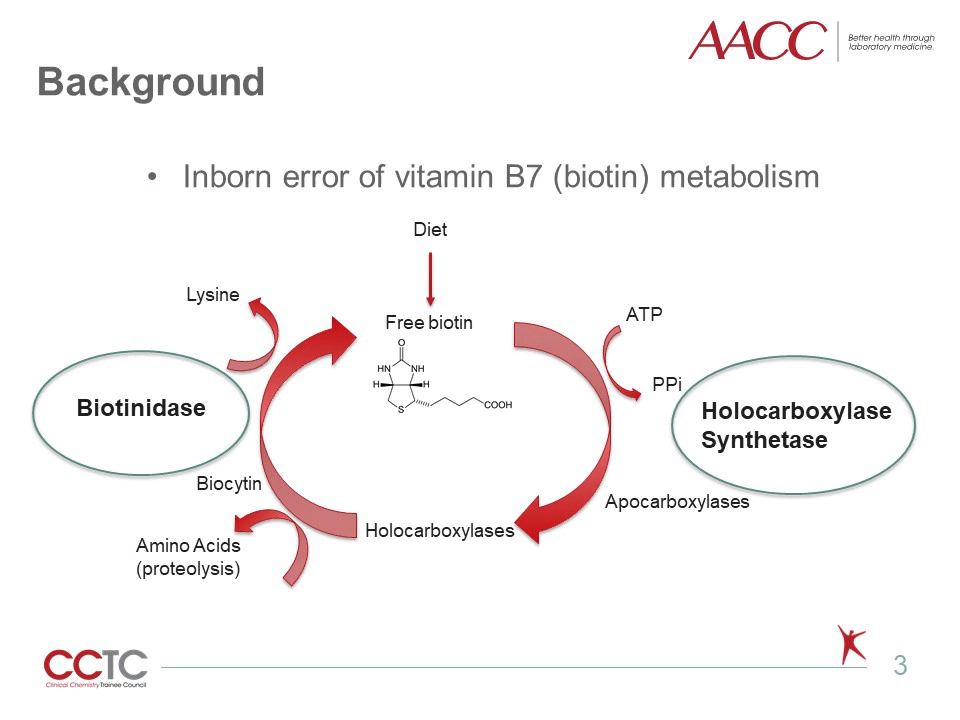 AACC
Better health through
laboratory medicine.
Background
• Inborn error of vitamin B7 (biotin) metabolism
Diet
Lysine
Free biotin
ATP
O
HN
NH
H
H
S
COOH
PPi
Biotinidase
Holocarboxylase
Synthetase
Biocytin
Apocarboxylases
Holocarboxylases
Amino Acids
(proteolysis)
CCTC
Clinical Chemistry Trainee Council
3